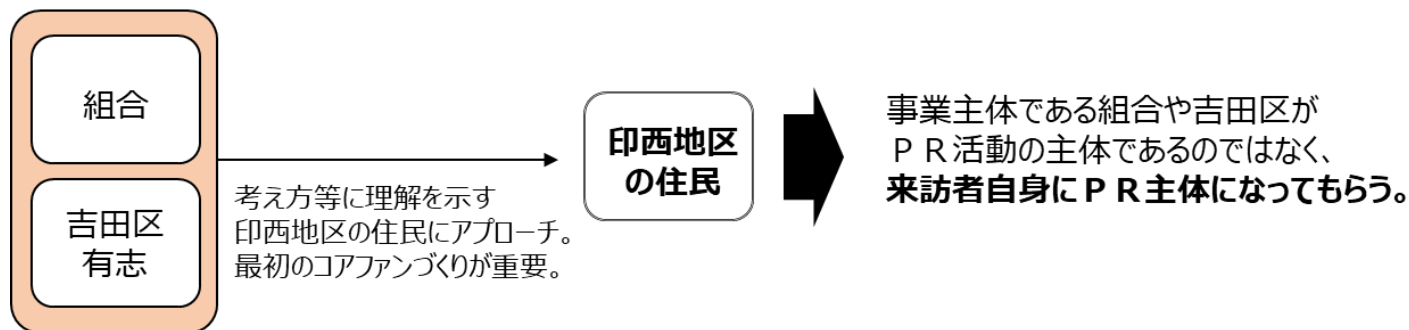 組合
吉田区
有志
考え方等に理解を示す
印西地区の住民にアプローチ。
最初のコアファンづくりが重要。
印西地区
の住民
事業主体である組合や吉田区が
ＰＲ活動の主体であるのではなく、
来訪者自身にＰＲ主体になってもらう。